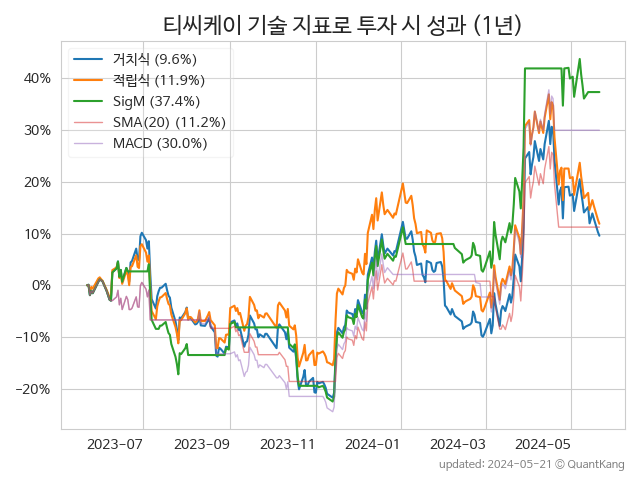 티씨케이 기술 지표로 투자 시 성과 (1년)
거치식 (9.6%)
적립식 (11.9%)
SigM (37.4%)
SMA(20) (11.2%)
MACD (30.0%)
40%
30%
20%
10%
0%
−10%
−20%
2023-07
2023-09
2023-11
2024-01
2024-03
2024-05
updated: 2024-05-21 © QuantKang